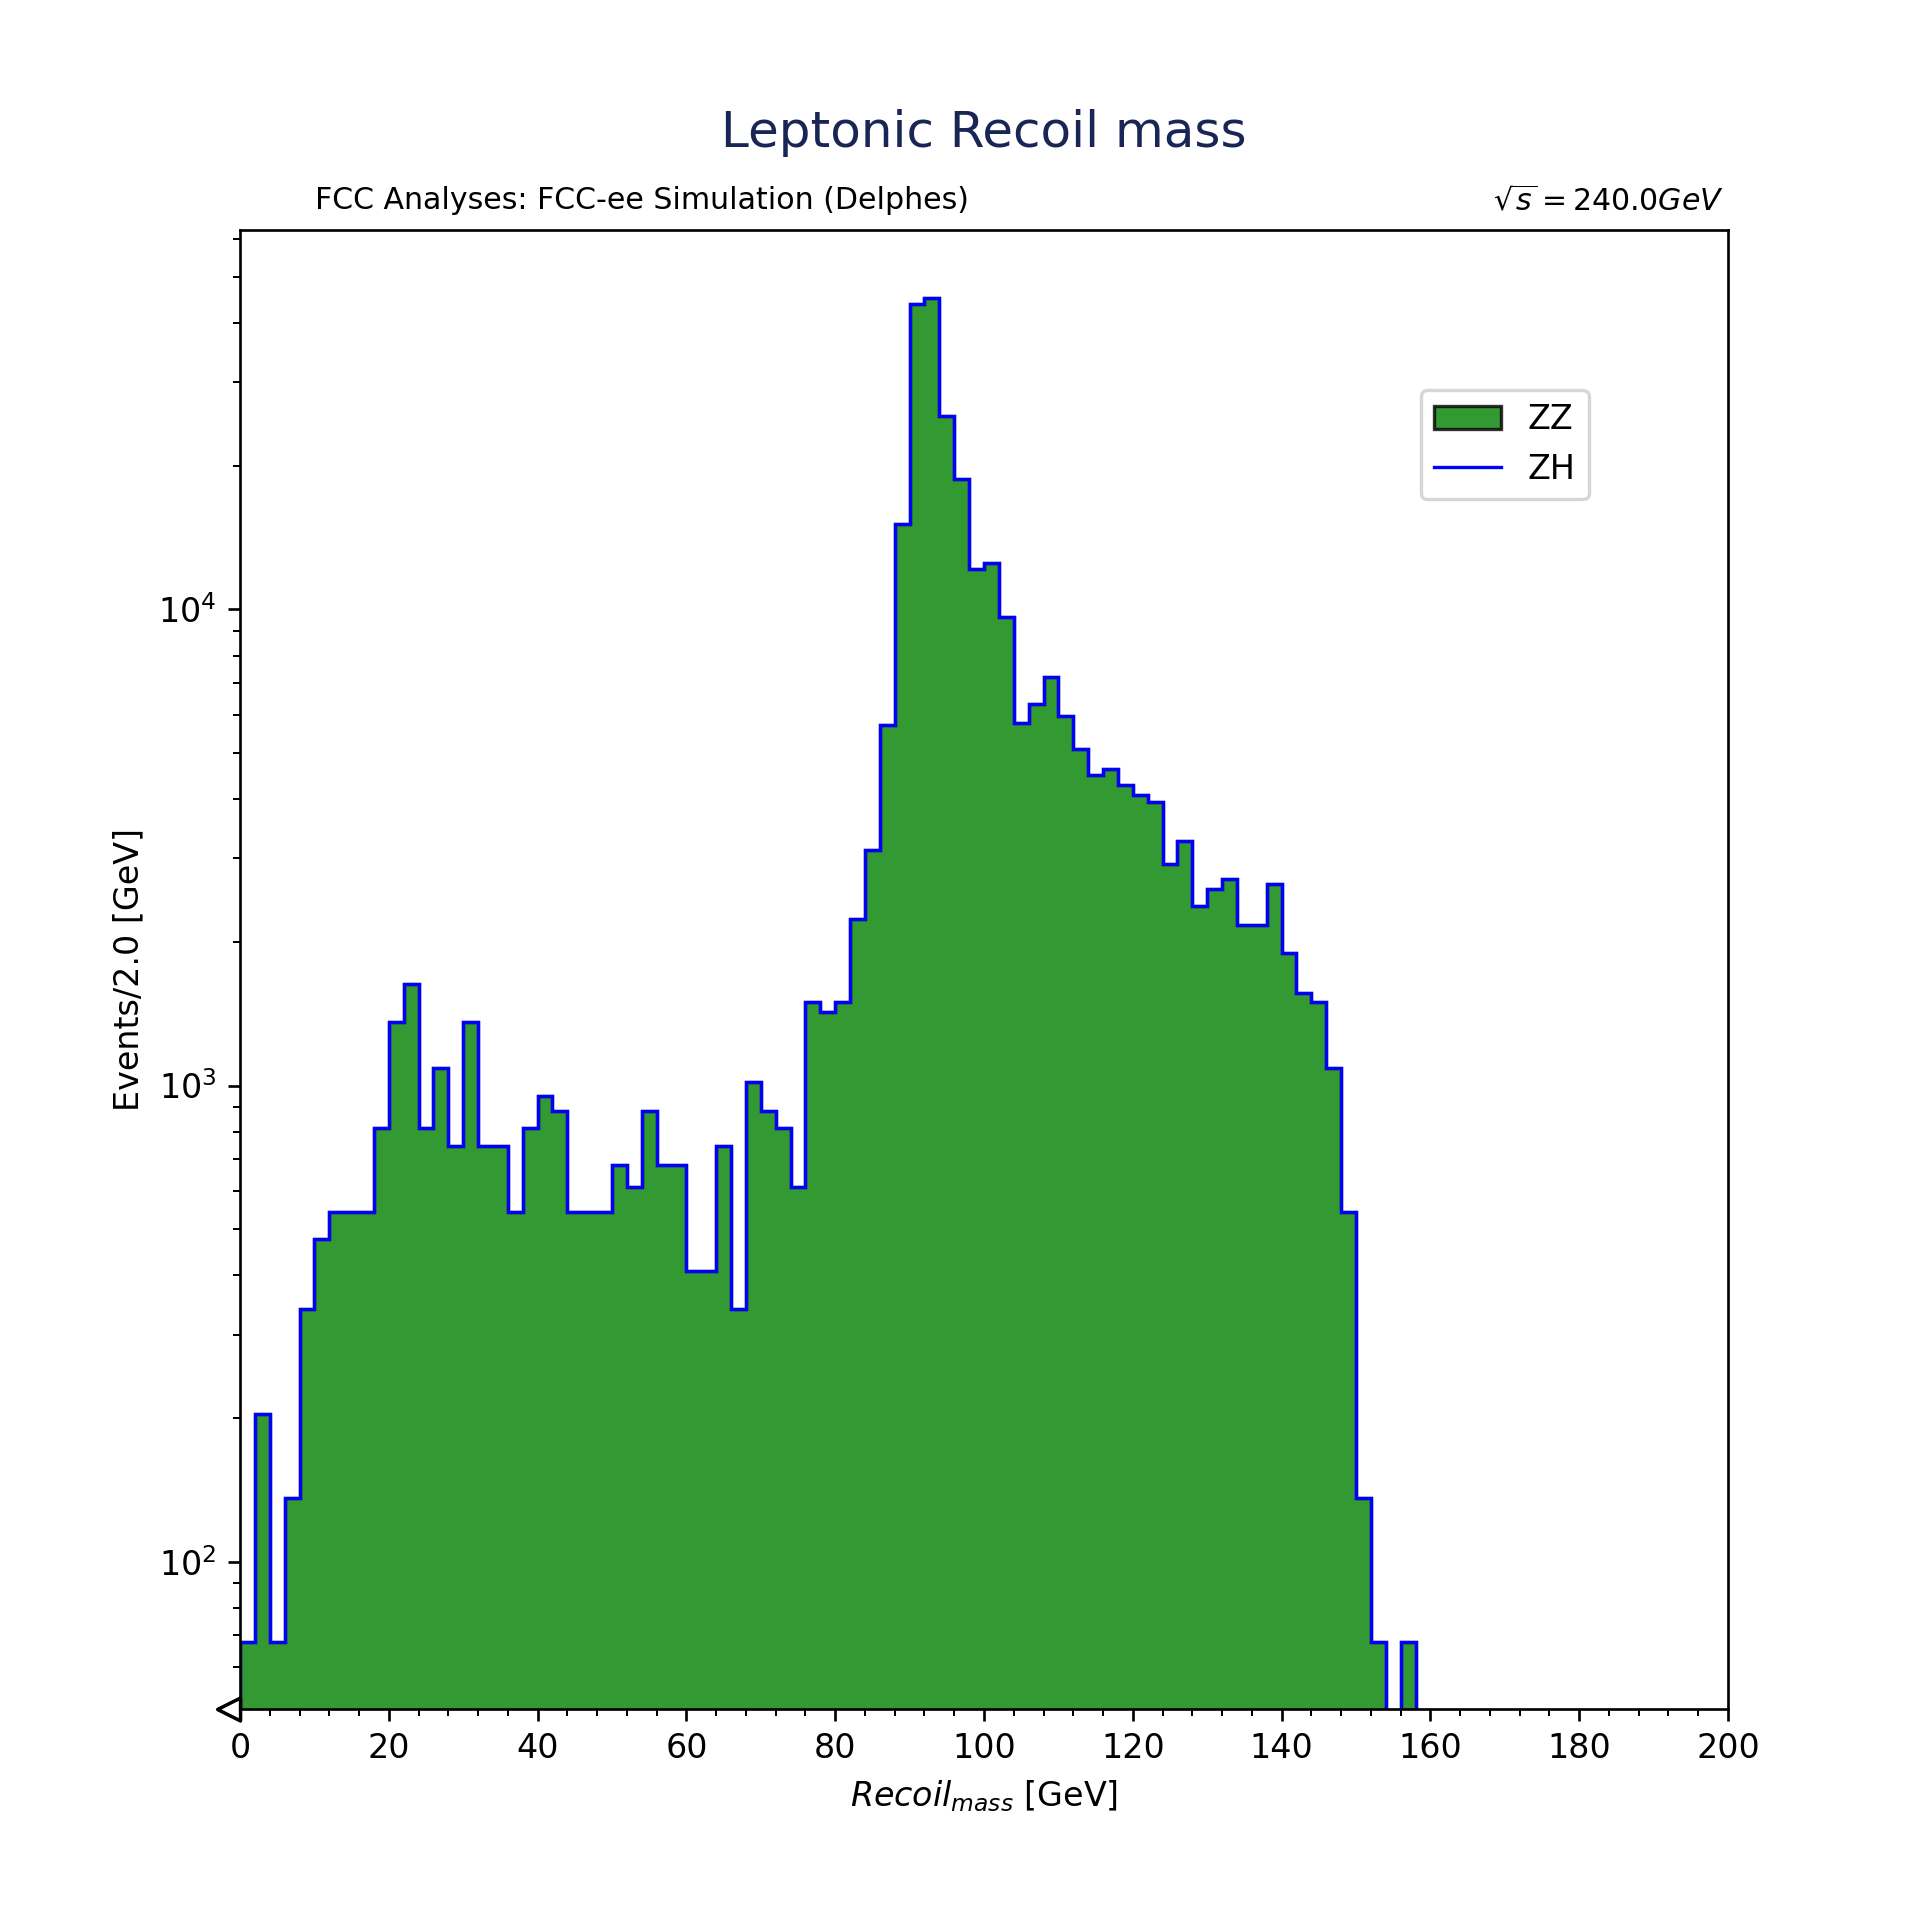 Leptonic Recoil mass
FCC Analyses: FCC-ee Simulation (Delphes)
√s = 240.0GeV
ZZ
ZH
Events/2.0 [GeV]
10⁴
10³
10²
0 20 40 60 80 100 120 140 160 180 200
Recoil_mass [GeV]